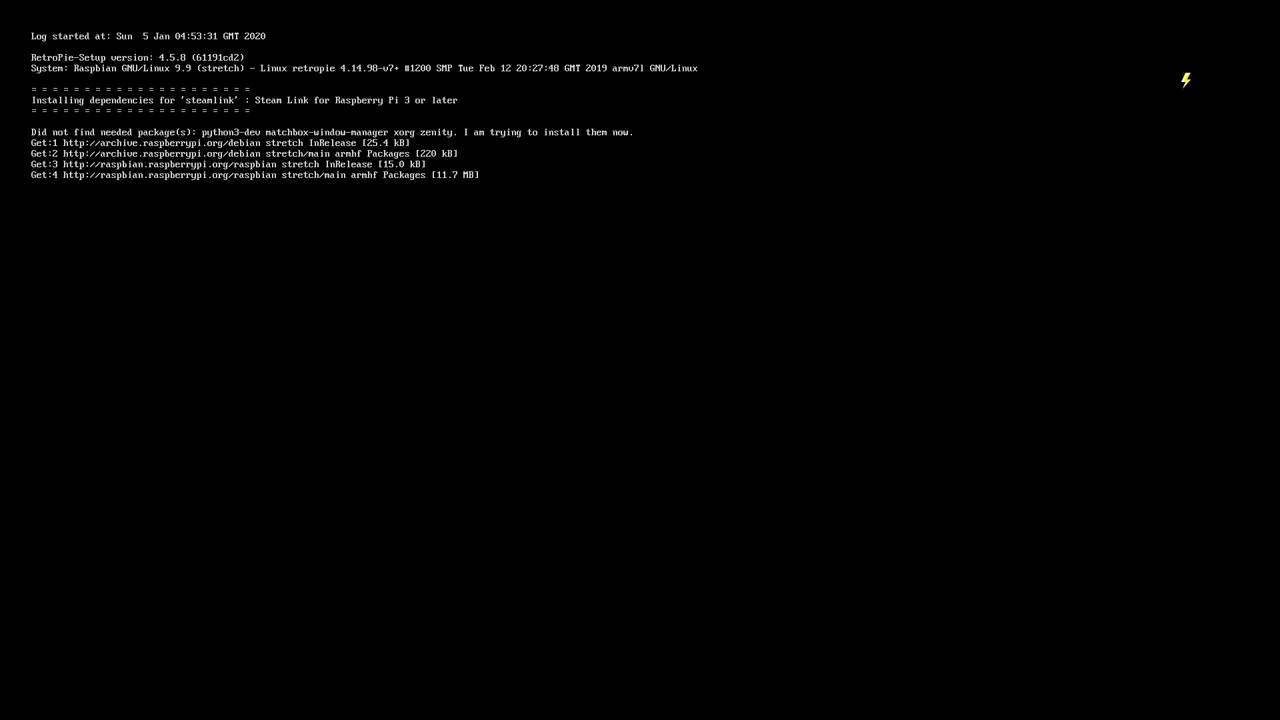 Log started at: Sun  5 Jan 04:53:31 GMT 2020
RetroPie-Setup version: 4.5.8 (61191cd2)
System: Raspbian GNU/Linux 9.9 (stretch) - Linux retropie 4.14.98-v7+ #1200 SMP Tue Feb 12 20:27:48 GMT 2019 armv7l GNU/Linux
= = = = = = = = = = = = = = = = = = = = =
Installing dependencies for 'steamlink' : Steam Link for Raspberry Pi 3 or later
= = = = = = = = = = = = = = = = = = = = =
Did not find needed package(s): python3-dev matchbox-window-manager xorg zenity. I am trying to install them now.
Get:1 http://archive.raspberrypi.org/debian stretch InRelease [25.4 kB]
Get:2 http://archive.raspberrypi.org/debian stretch/main armhf Packages [220 kB]
Get:3 http://raspbian.raspberrypi.org/raspbian stretch InRelease [15.0 kB]
Get:4 http://raspbian.raspberrypi.org/raspbian stretch/main armhf Packages [11.7 MB]